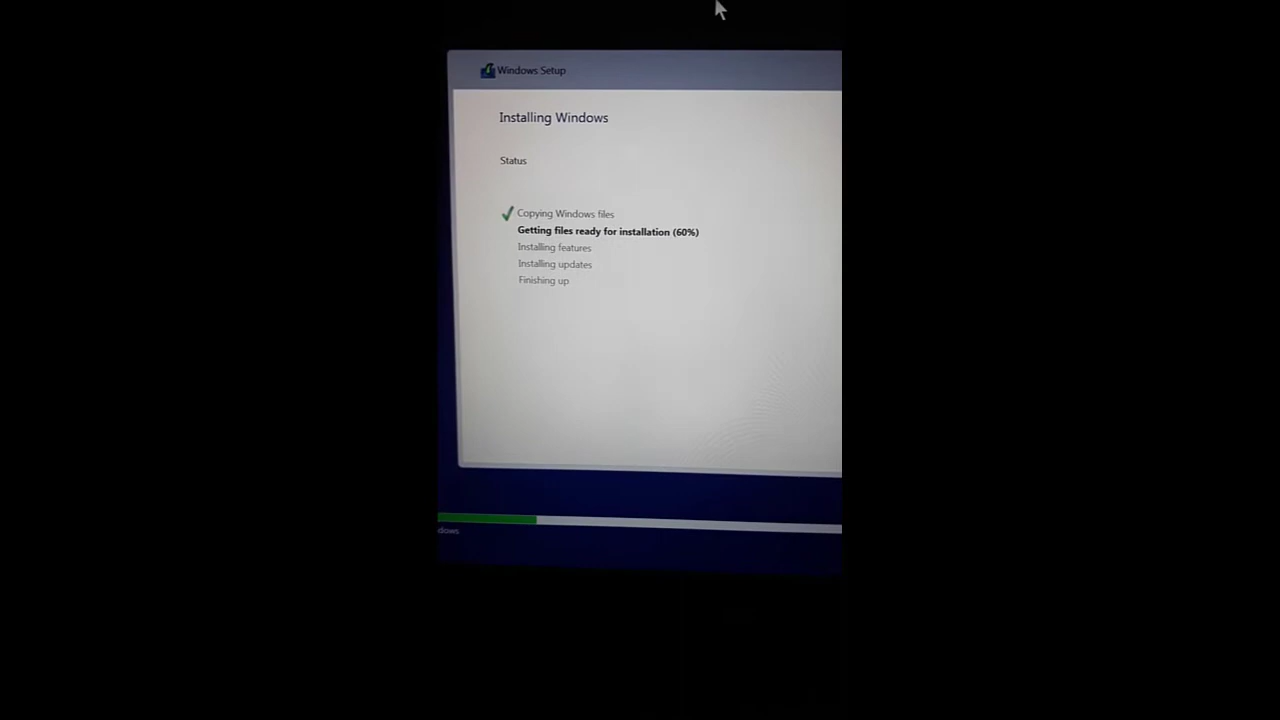 Windows Setup
Installing Windows
Status
Copying Windows files
Getting files ready for installation (60%)
Installing features
Installing updates
Finishing up
dows